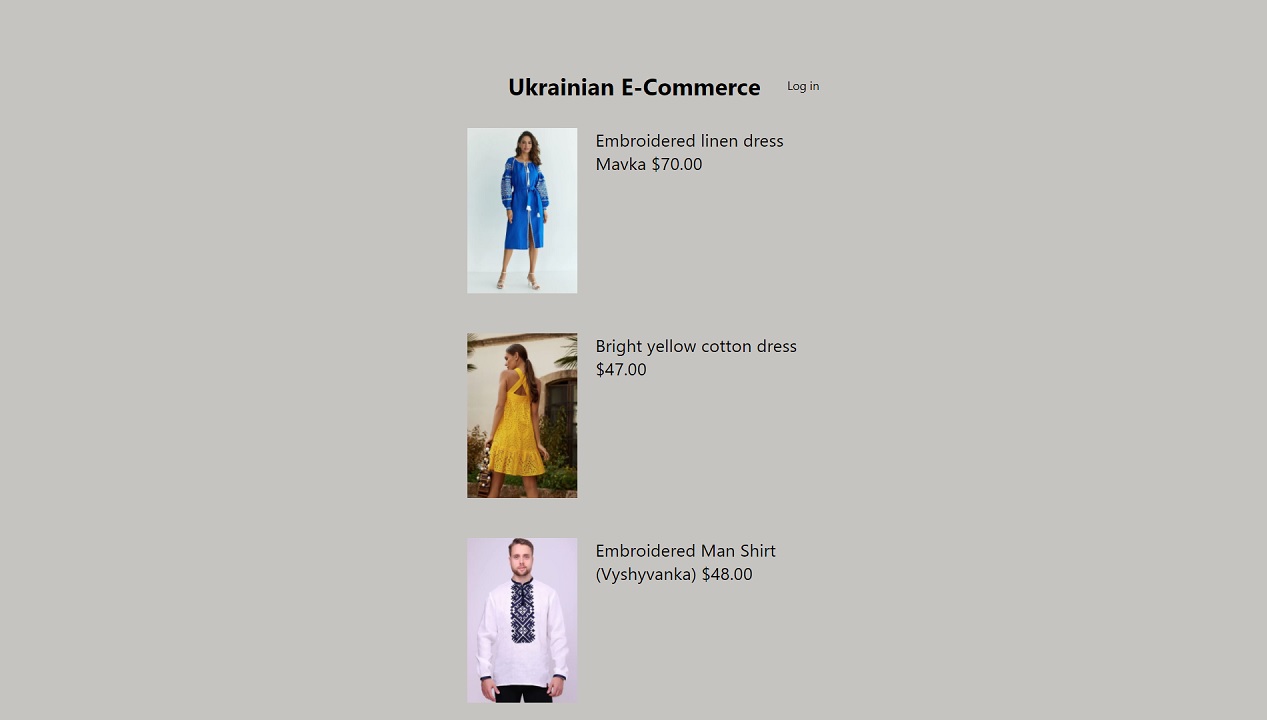 Ukrainian E-Commerce
Log in
Embroidered linen dress
Mavka $70.00
Bright yellow cotton dress
$47.00
Embroidered Man Shirt
(Vyshyvanka) $48.00